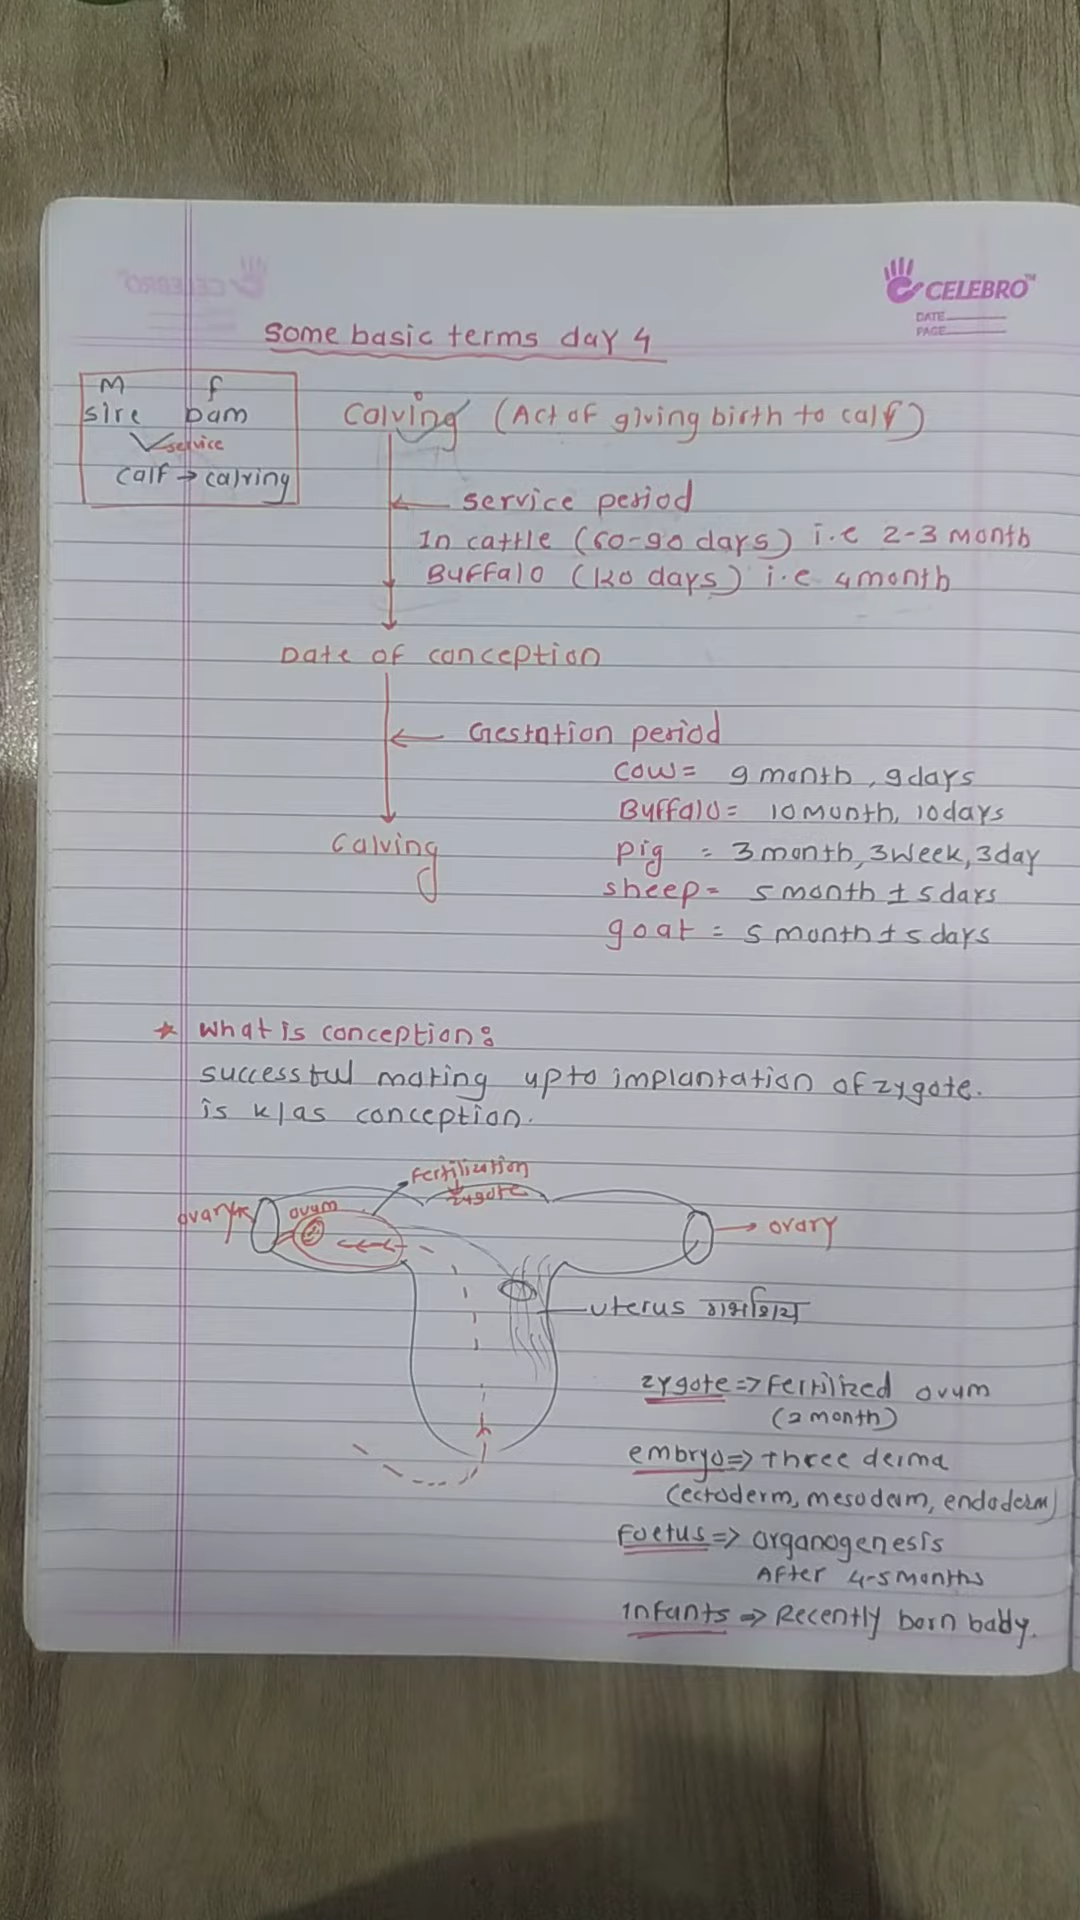 CELEBRO™
DATE
PAGE
Some basic terms day 4
M f
sire Dam
service
calf → calving
Calving (Act of giving birth to calf)
service period
In cattle (60-90 days) i.e 2-3 month
Buffalo (120 days) i.e 4 month
Date of conception
Gestation period
Cow = 9 month, 9 days
Buffalo = 10 month, 10 days
Calving
Pig = 3 month, 3 week, 3 day
sheep = 5 month ± 5 days
goat = 5 month ± 5 days
* What is conception:
successful mating upto implantation of zygote.
is k/as conception.
Fertilization
zygote
ovary
ovum
ovary
uterus
zygote => Fertilized ovum
(2 month)
embryo => three derma
(ectoderm, mesoderm, endoderm)
Foetus => organogenesis
After 4-5 months
Infants => Recently born baby.